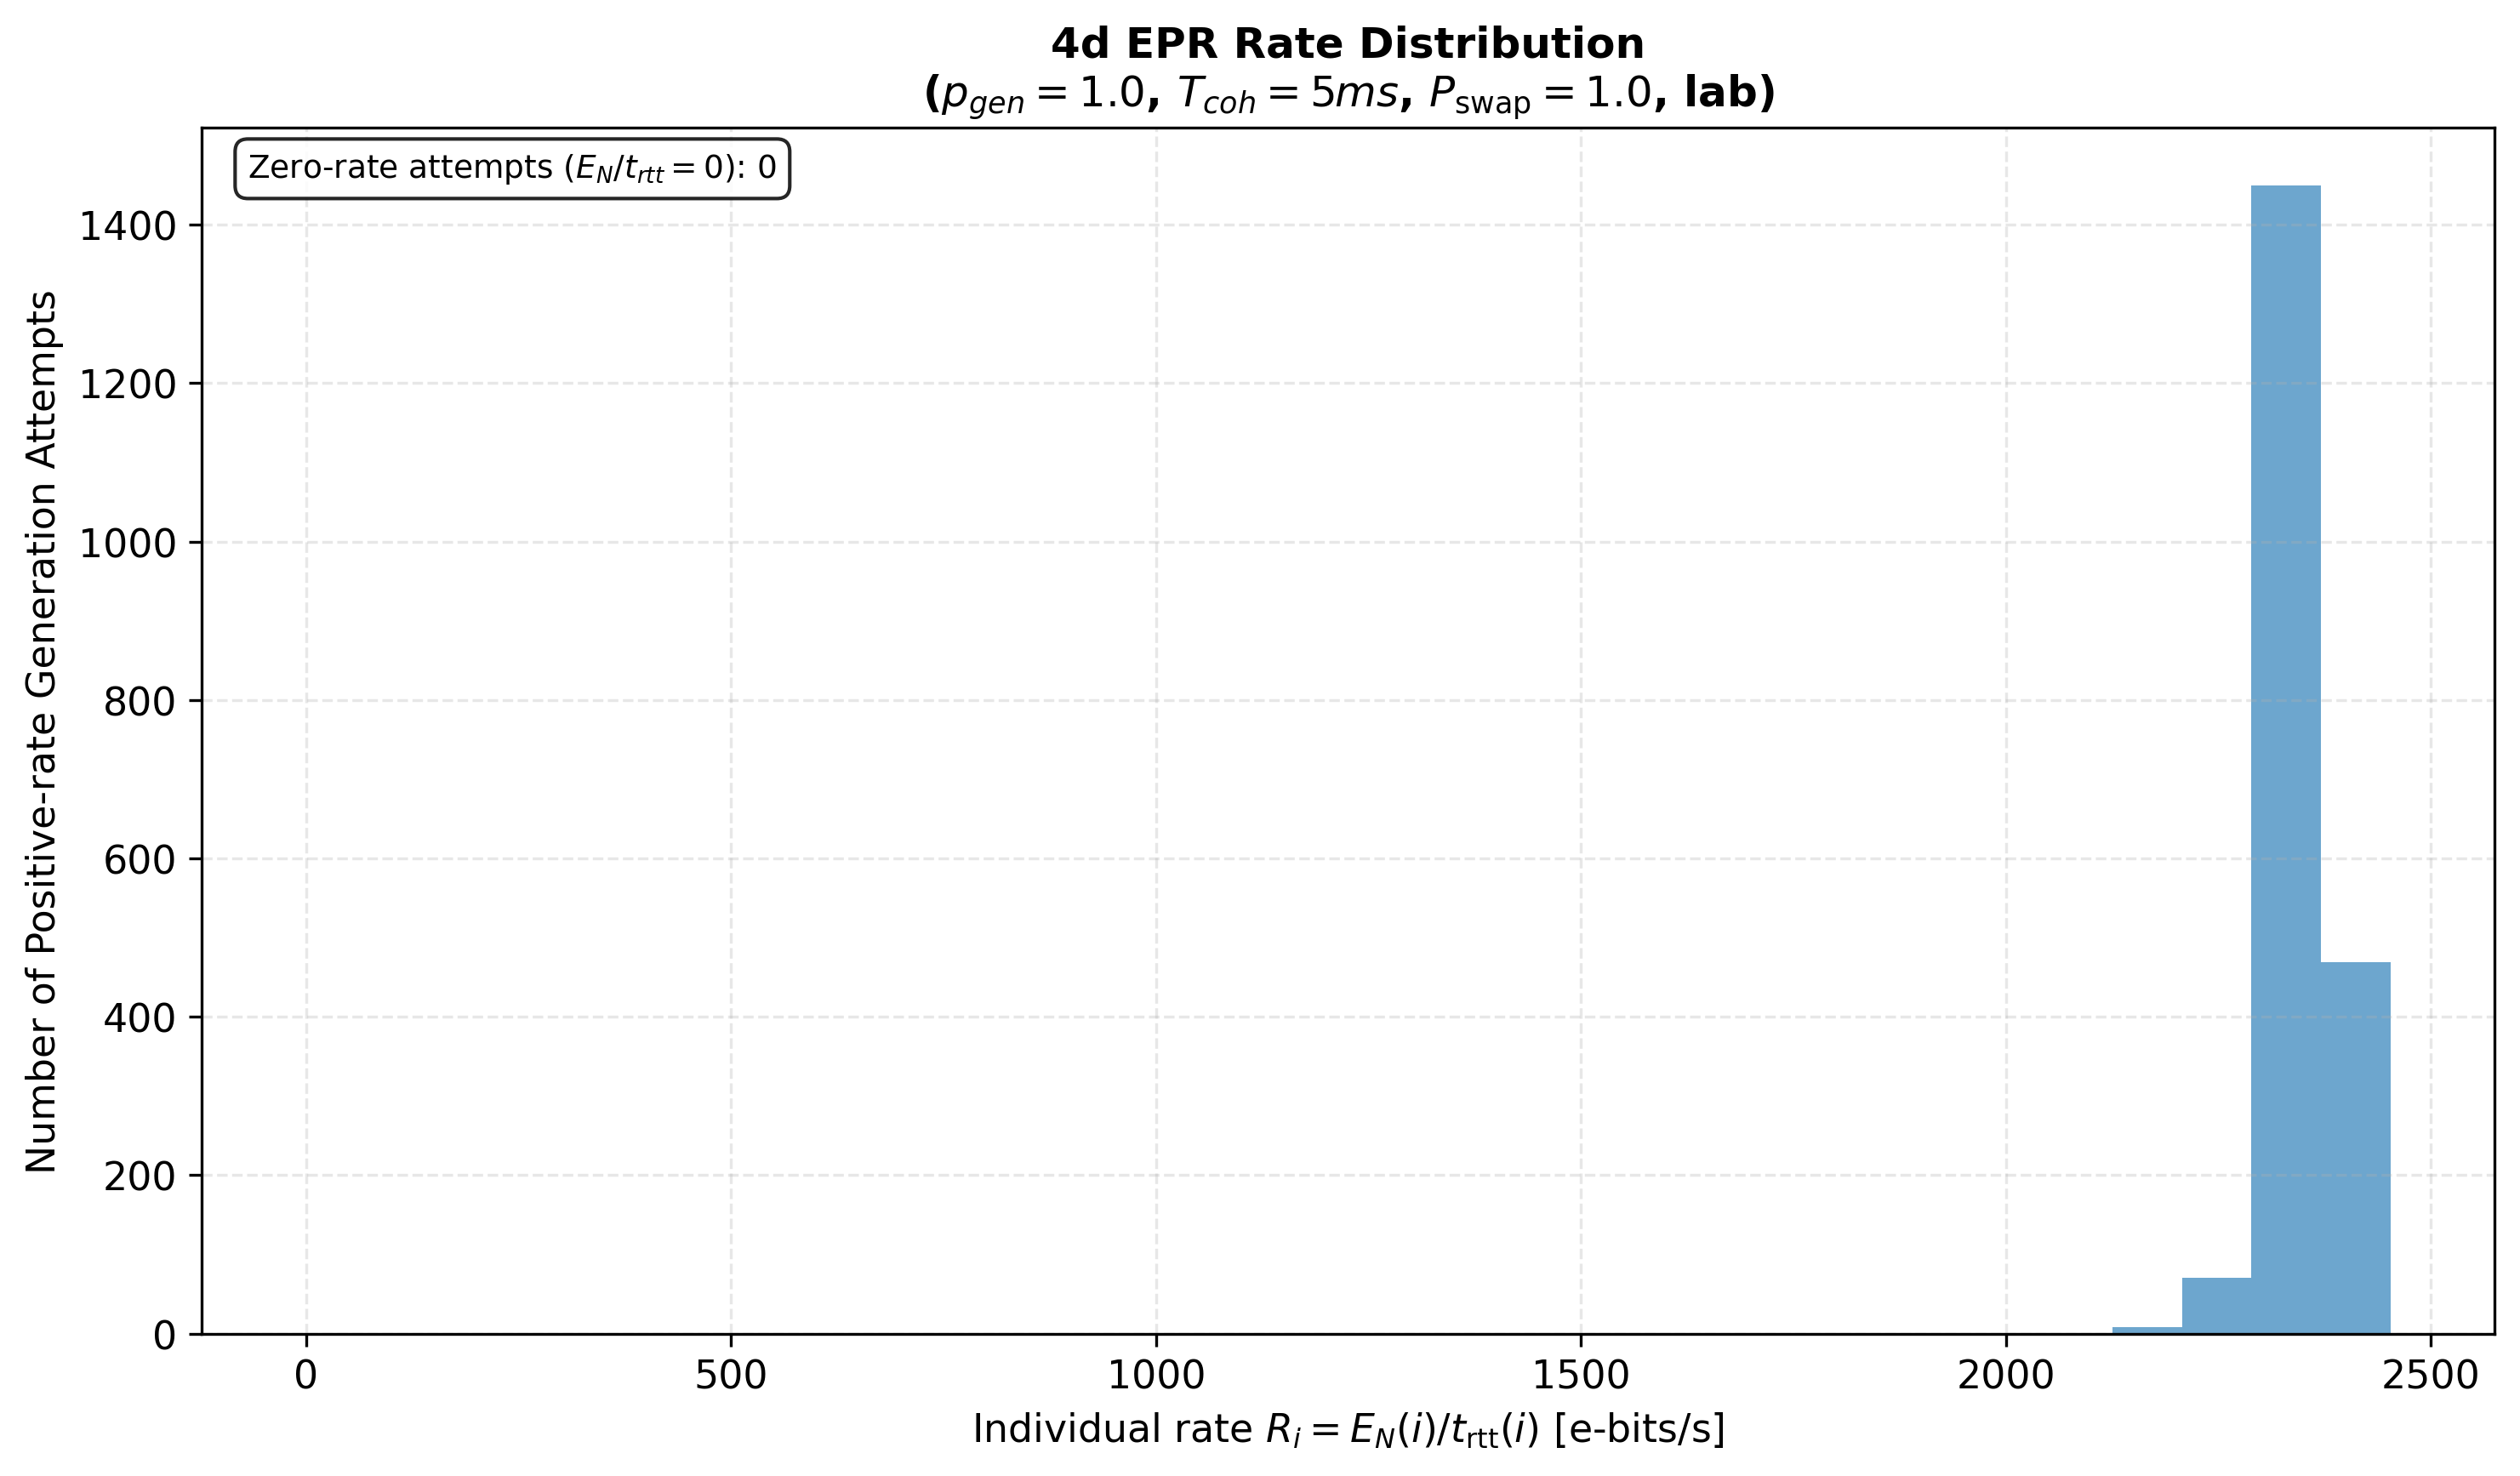 4d EPR Rate Distribution
(p_gen = 1.0, T_coh = 5ms, P_swap = 1.0, lab)
Zero-rate attempts (E_N/t_rtt = 0): 0
Number of Positive-rate Generation Attempts
1400
1200
1000
800
600
400
200
0
0 500 1000 1500 2000 2500
Individual rate R_i = E_N(i)/t_rtt(i) [e-bits/s]